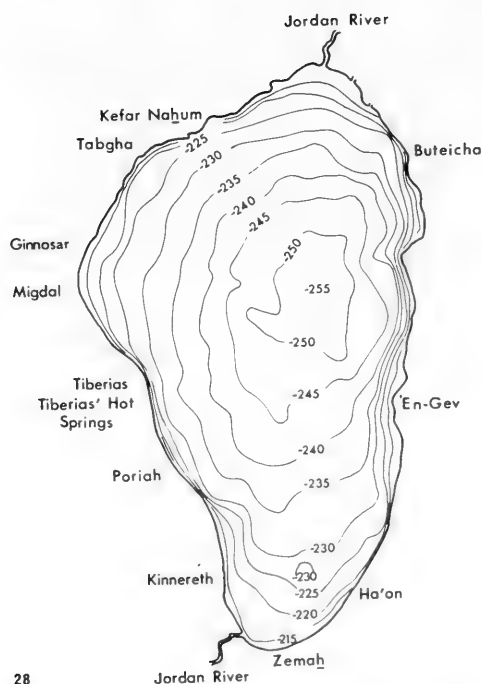 Jordan River
Kefar Nahum
Tabgha
Buteicha
-225
-230
-235
-240
-245
-250
-255
-250
-245
Ginnosar
Migdal
Tiberias
Tiberias' Hot
Springs
'En-Gev
-240
-235
Poriah
-230
-230
-225
-220
-215
Kinnereth
Ha'on
Zemah
Jordan River
28